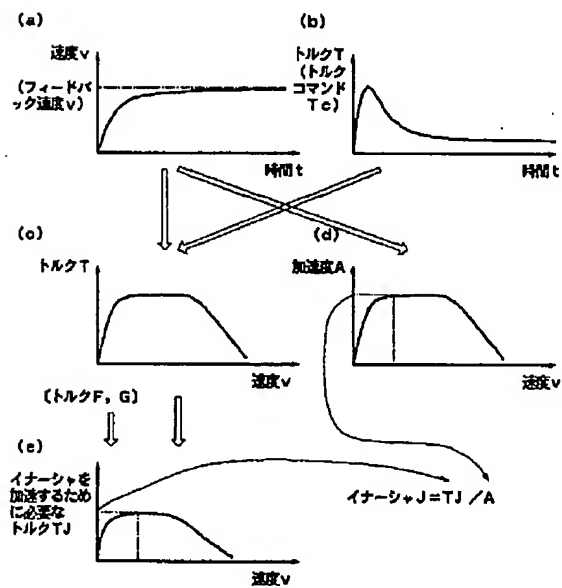 (a)
速度v
(フィードバ
ック速度v)
時間t
(b)
トルクT
(トルク
コマンド
Tc)
時間t
(c)
トルクT
速度v
(d)
加速度A
速度v
[トルクF,G]
(e)
イナーシャを
加速するため
に必要な
トルクTJ
速度v
イナーシャJ=TJ/A